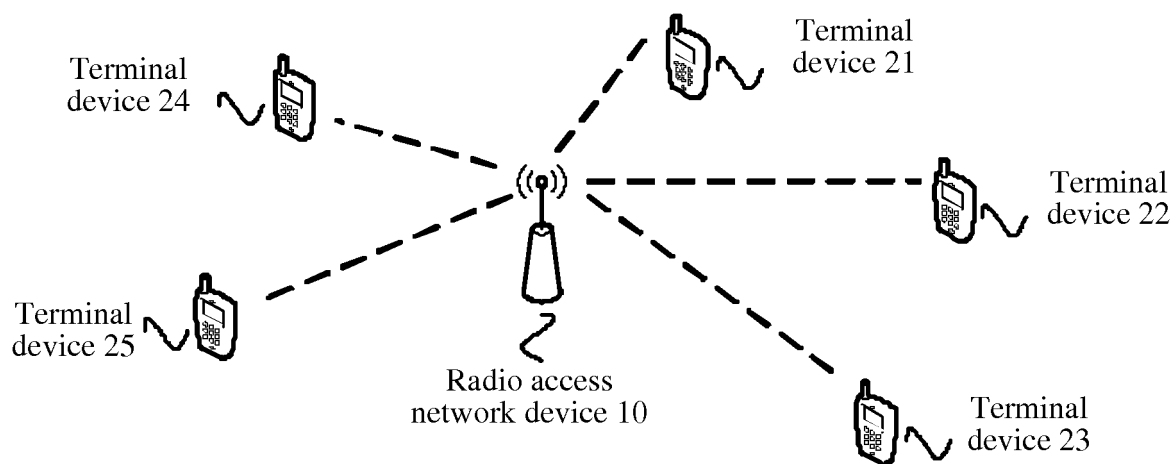 Terminal
device 21
Terminal
device 24
Terminal
device 22
Terminal
device 25
Radio access
network device 10
Terminal
device 23